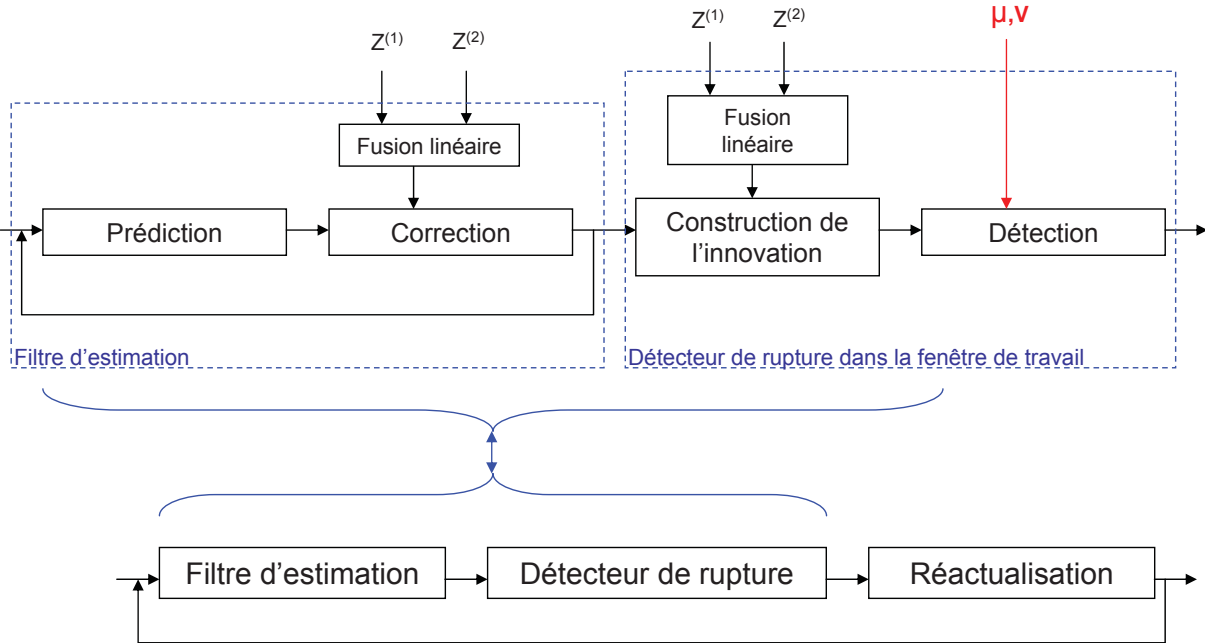 Z(1) Z(2)
Z(1) Z(2)
μ,ν
Fusion linéaire
Fusion
linéaire
Prédiction
Correction
Construction de
l'innovation
Détection
Filtre d'estimation
Détecteur de rupture dans la fenêtre de travail
Filtre d'estimation
Détecteur de rupture
Réactualisation